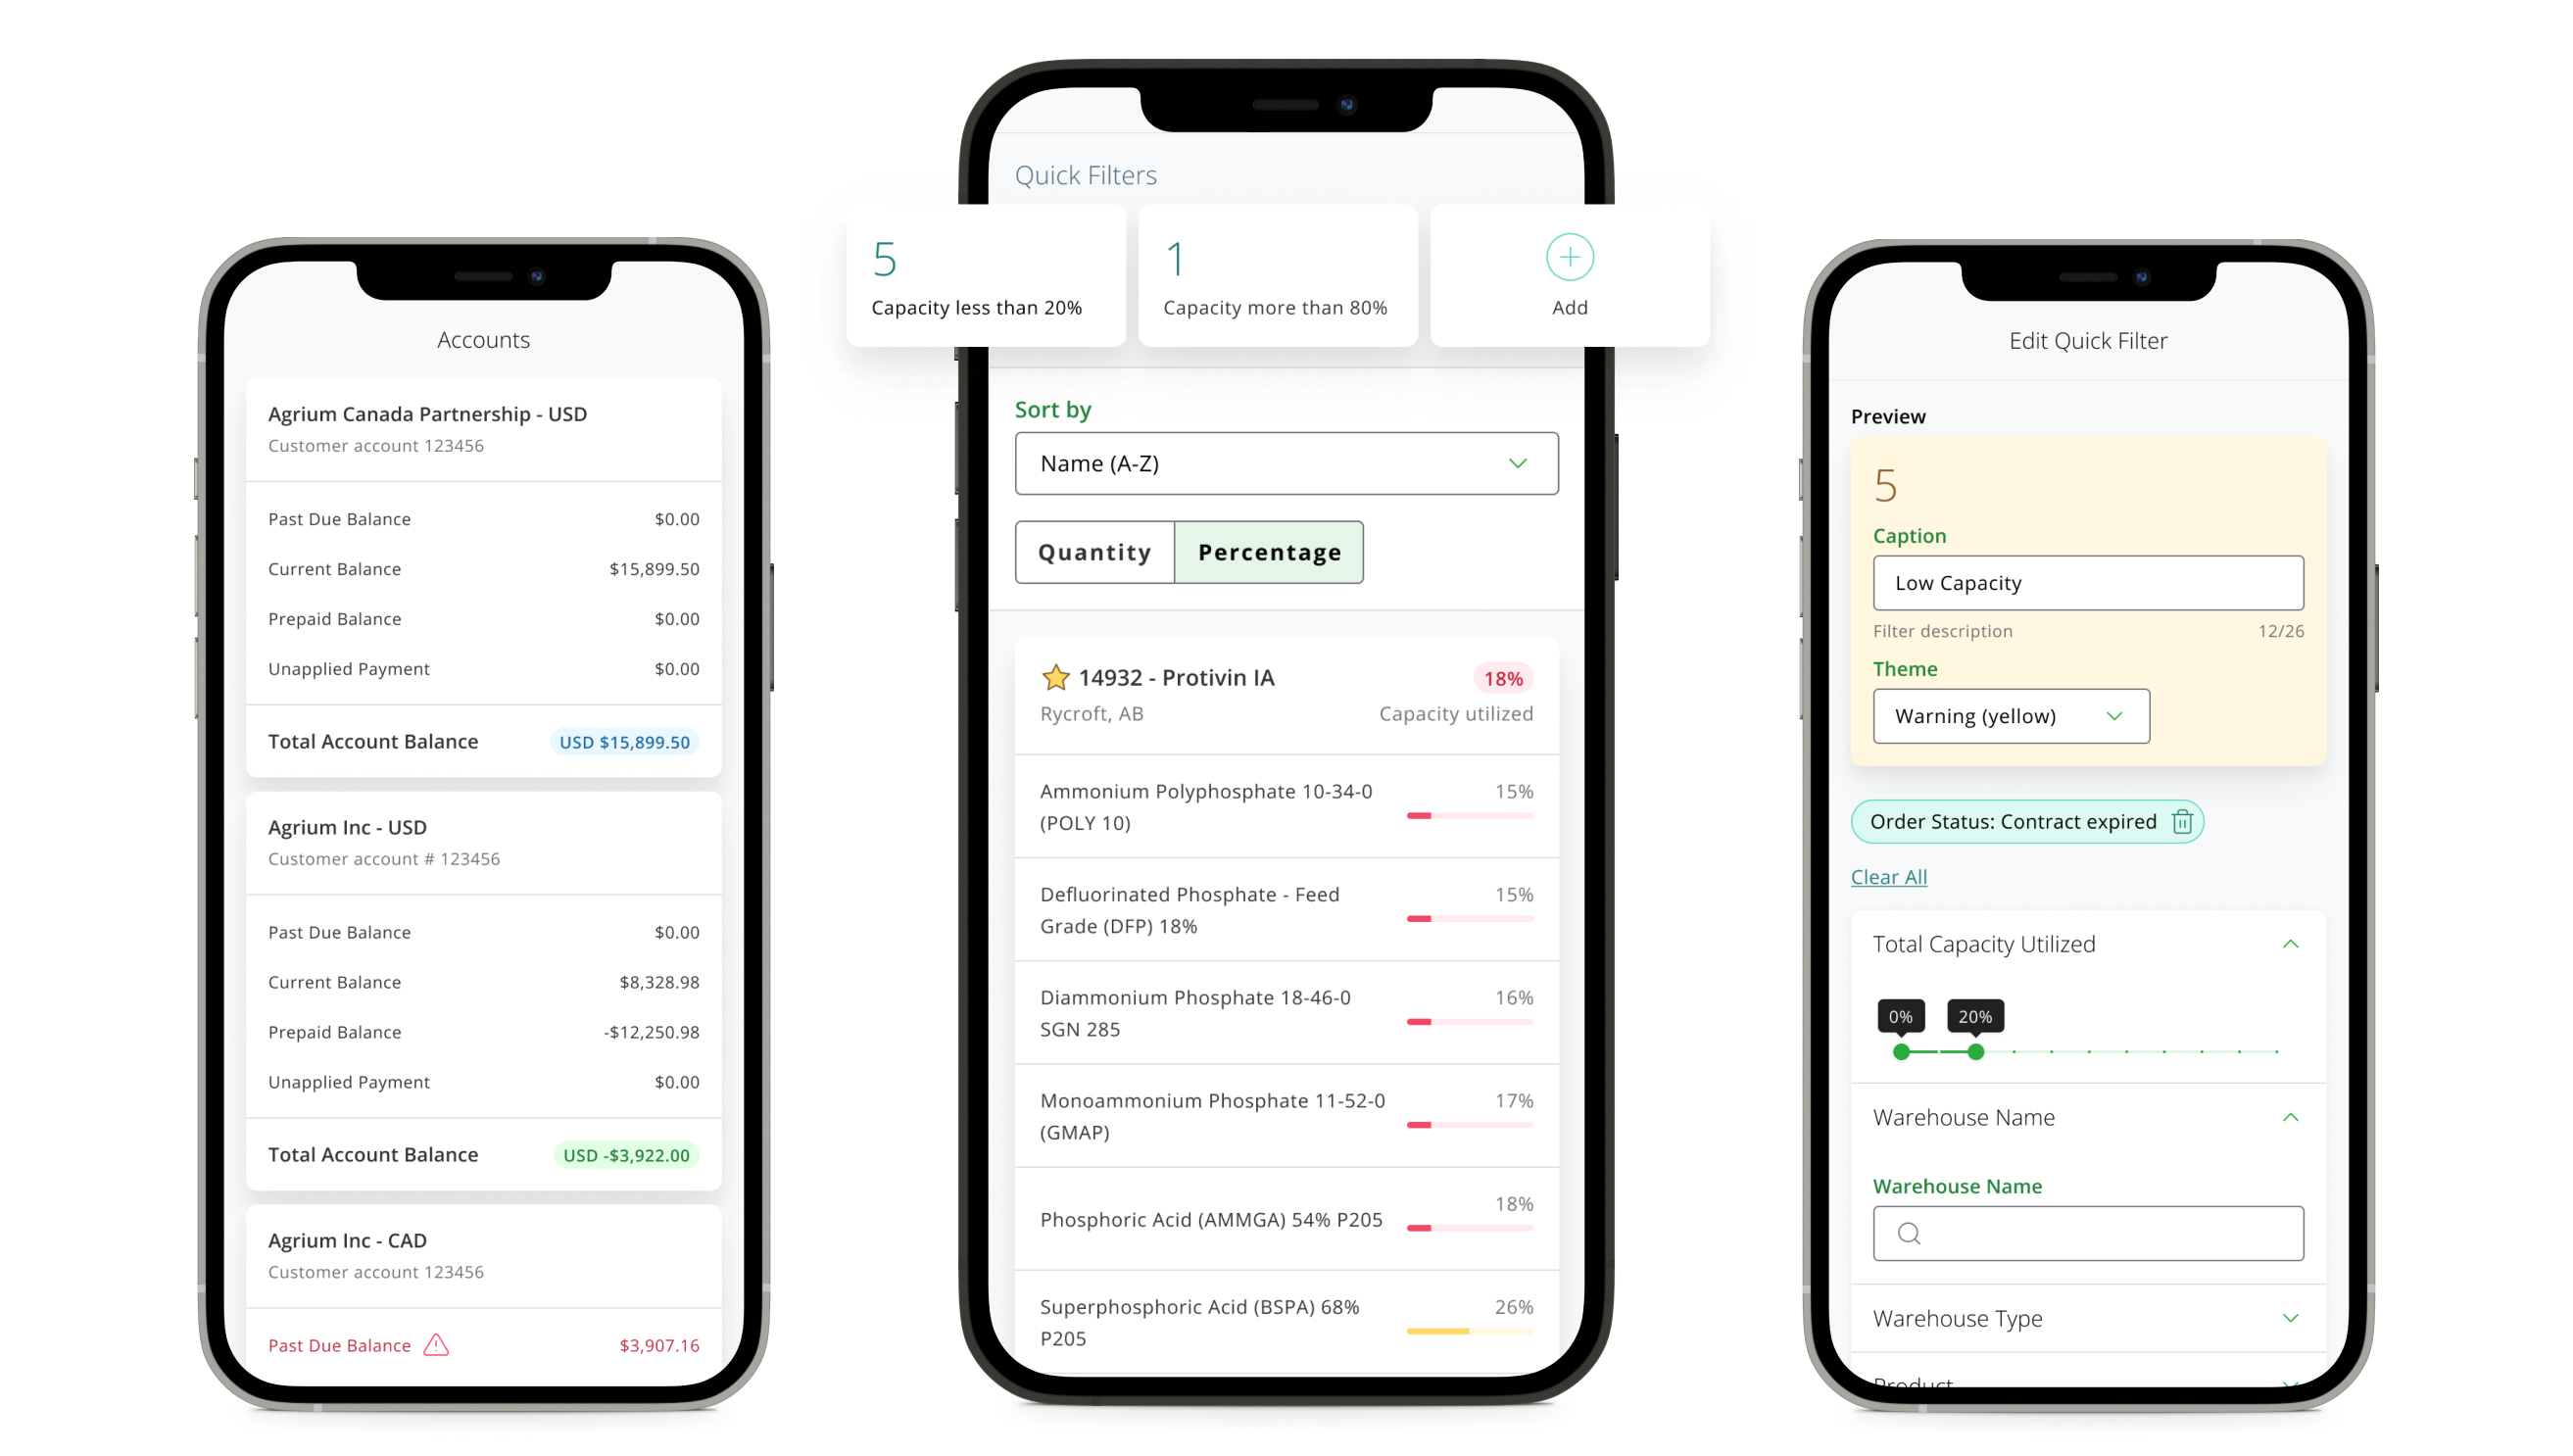 Accounts
Agrium Canada Partnership - USD
Customer account 123456
Past Due Balance $0.00
Current Balance $15,899.50
Prepaid Balance $0.00
Unapplied Payment $0.00
Total Account Balance USD $15,899.50
Agrium Inc - USD
Customer account # 123456
Past Due Balance $0.00
Current Balance $8,328.98
Prepaid Balance -$12,250.98
Unapplied Payment $0.00
Total Account Balance USD -$3,922.00
Agrium Inc - CAD
Customer account 123456
Past Due Balance $3,907.16
Quick Filters
5
Capacity less than 20%
1
Capacity more than 80%
Add
Sort by
Name (A-Z)
Quantity Percentage
14932 - Protivin IA 18%
Rycroft, AB Capacity utilized
Ammonium Polyphosphate 10-34-0 15%
(POLY 10)
Defluorinated Phosphate - Feed 15%
Grade (DFP) 18%
Diammonium Phosphate 18-46-0 16%
SGN 285
Monoammonium Phosphate 11-52-0 17%
(GMAP)
18%
Phosphoric Acid (AMMGA) 54% P205
Superphosphoric Acid (BSPA) 68% 26%
P205
Edit Quick Filter
Preview
5
Caption
Low Capacity
Filter description 12/26
Theme
Warning (yellow)
Order Status: Contract expired
Clear All
Total Capacity Utilized
0% 20%
Warehouse Name
Warehouse Name
Warehouse Type
Product